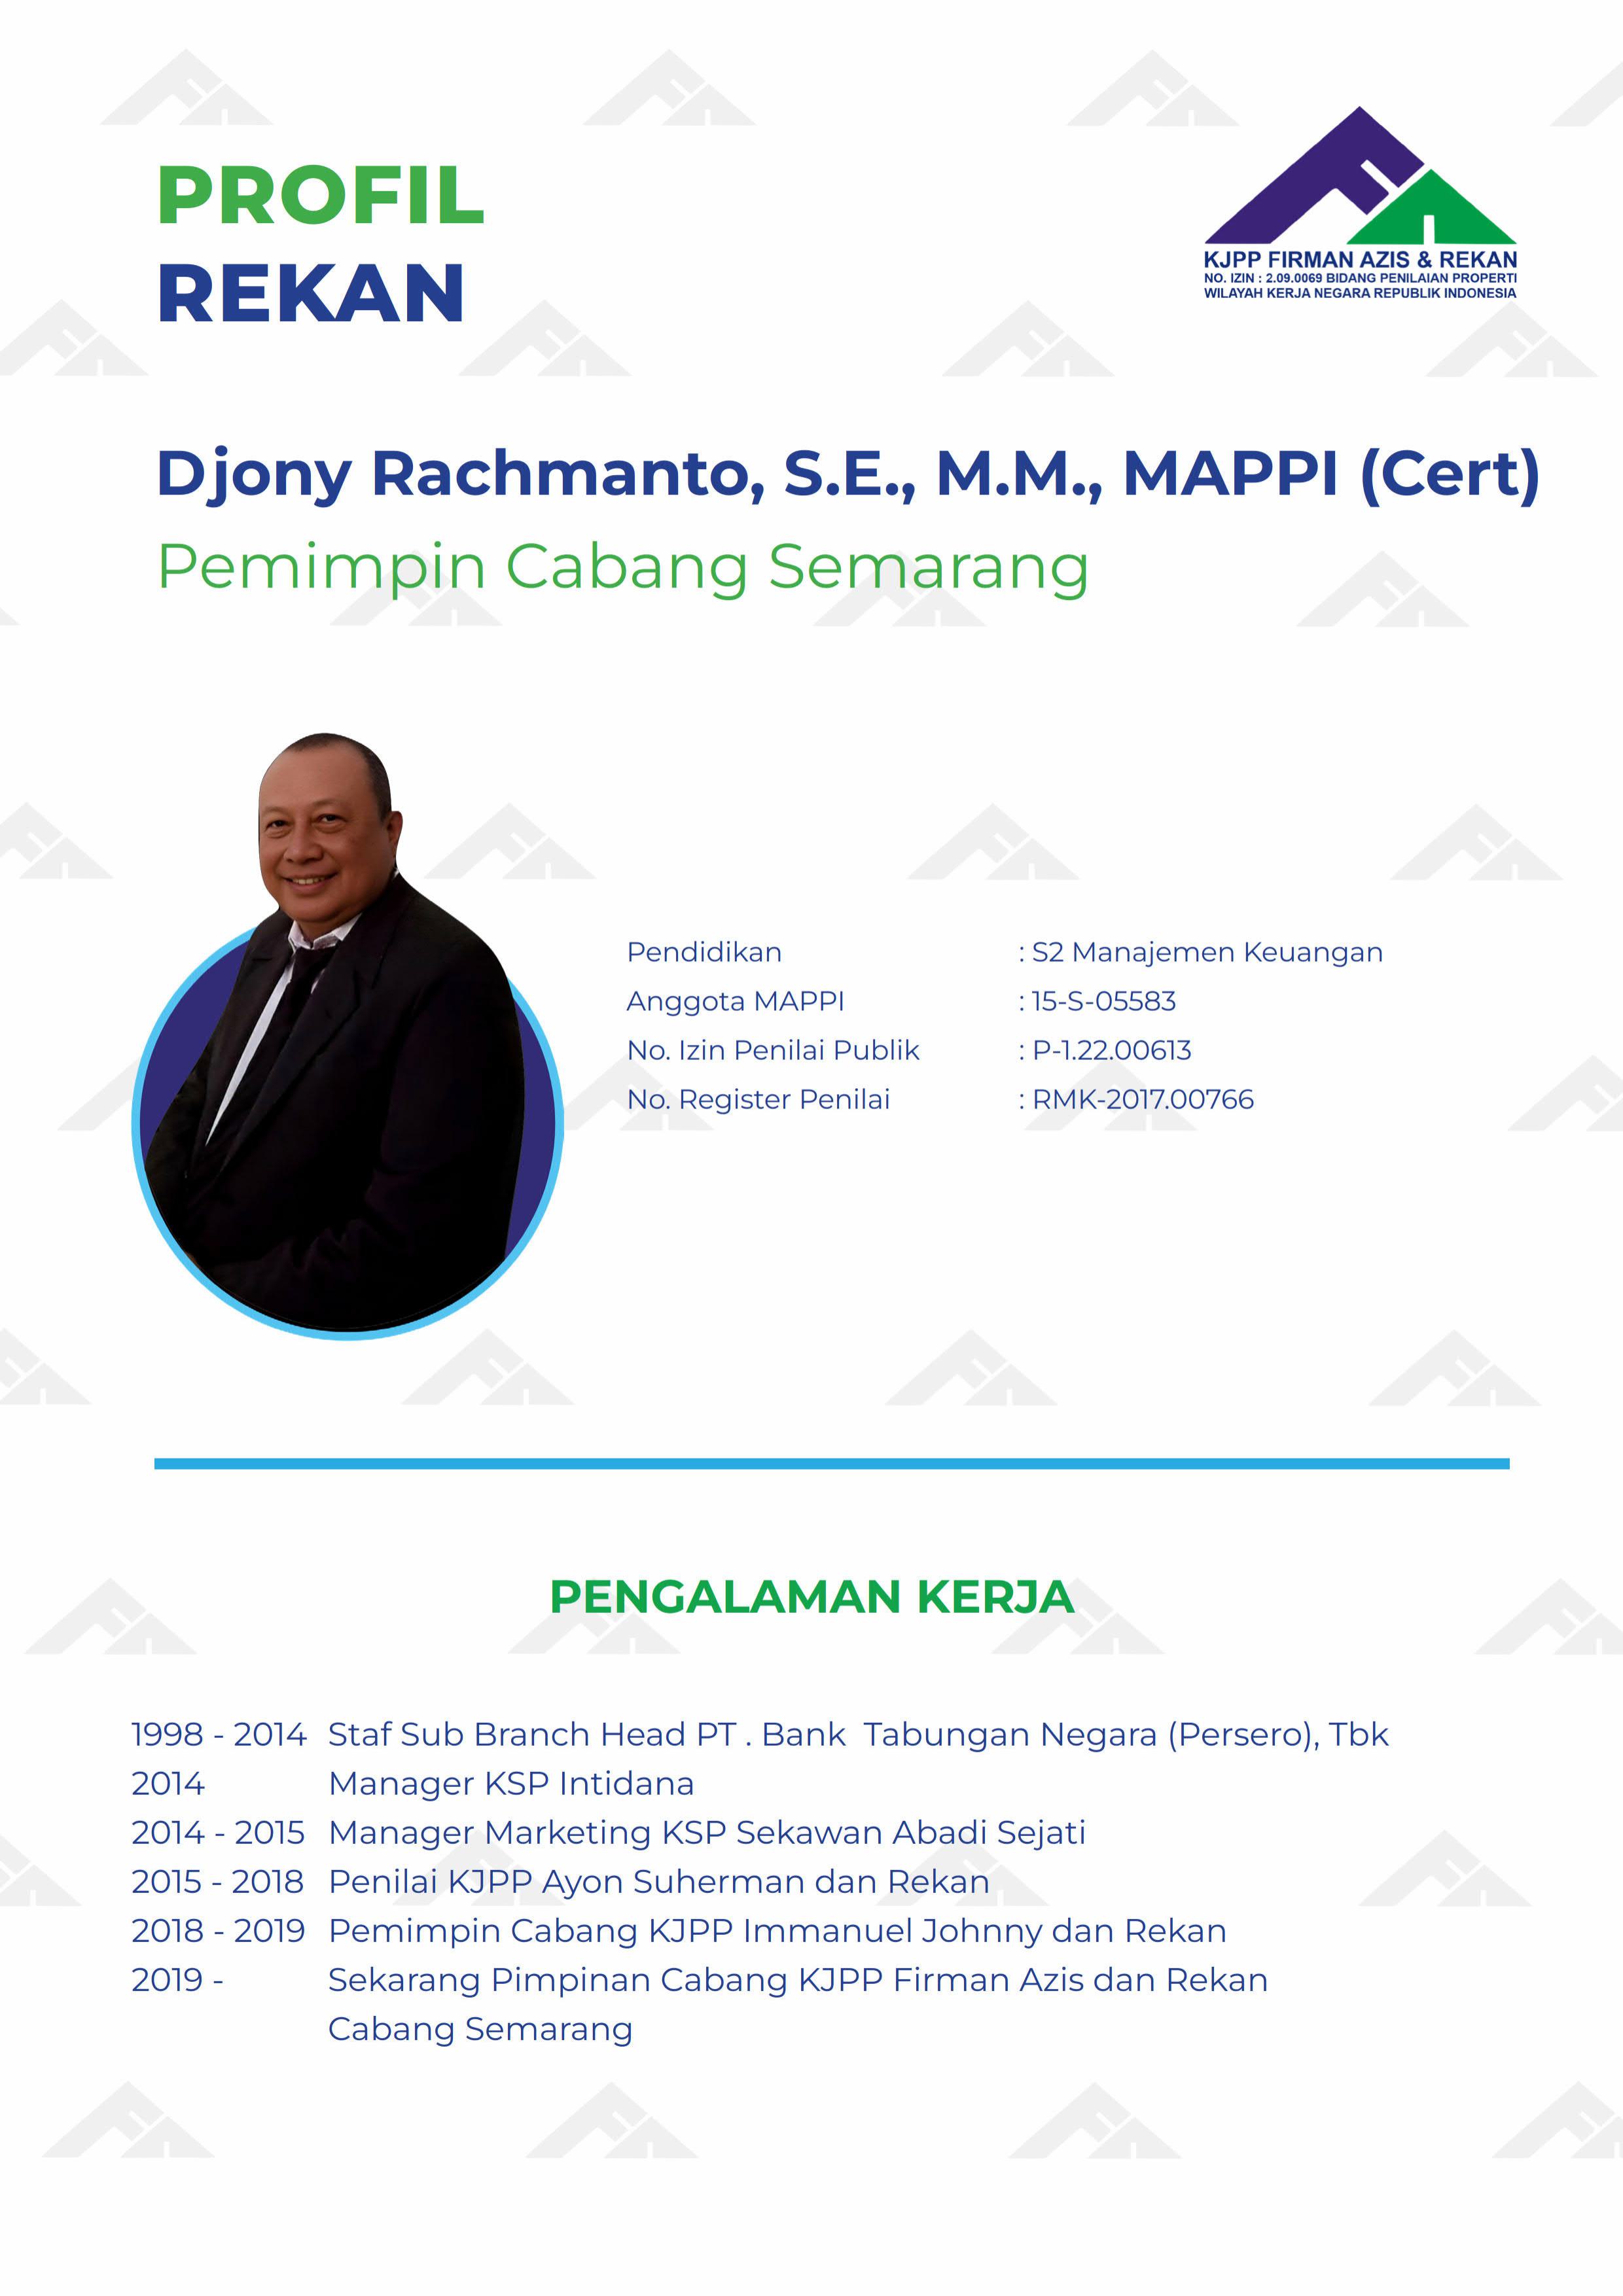 PROFIL
REKAN
KJPP FIRMAN AZIS & REKAN
NO. IZIN : 2.09.0069 BIDANG PENILAIAN PROPERTI
WILAYAH KERJA NEGARA REPUBLIK INDONESIA
Djony Rachmanto, S.E., M.M., MAPPI (Cert)
Pemimpin Cabang Semarang
Pendidikan : S2 Manajemen Keuangan
Anggota MAPPI : 15-S-05583
No. Izin Penilai Publik : P-1.22.00613
No. Register Penilai : RMK-2017.00766
PENGALAMAN KERJA
1998 - 2014 Staf Sub Branch Head PT . Bank Tabungan Negara (Persero), Tbk
2014 Manager KSP Intidana
2014 - 2015 Manager Marketing KSP Sekawan Abadi Sejati
2015 - 2018 Penilai KJPP Ayon Suherman dan Rekan
2018 - 2019 Pemimpin Cabang KJPP Immanuel Johnny dan Rekan
2019 - Sekarang Pimpinan Cabang KJPP Firman Azis dan Rekan
Cabang Semarang